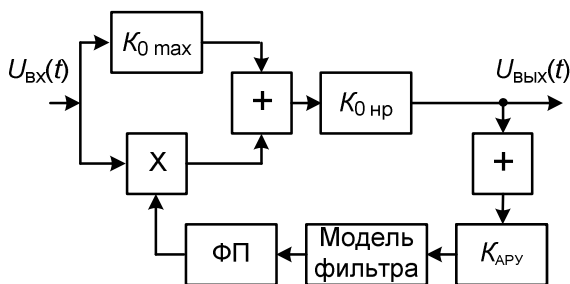 K0 max
Uвх(t)
Uвых(t)
+
K0 нр
X
+
ФП
Модель
фильтра
KАРУ